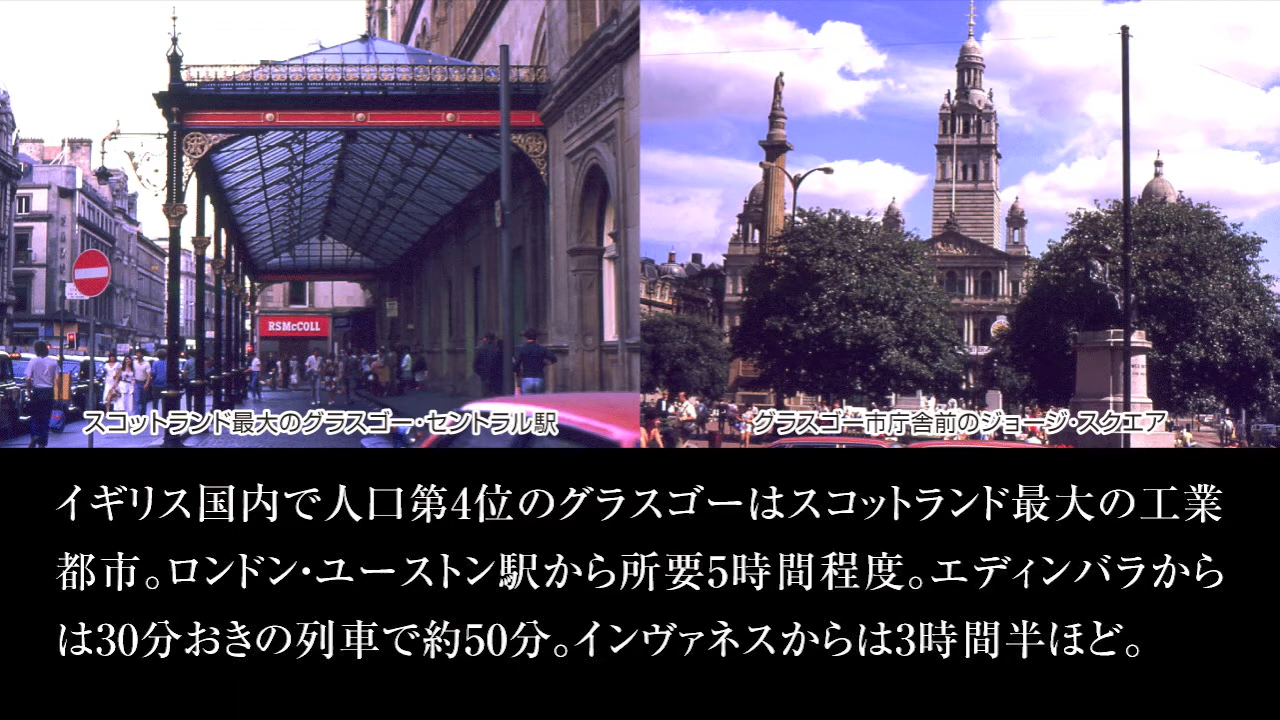 RSMcCOLL
スコットランド最大のグラスゴー・セントラル駅
グラスゴー市庁舎前のジョージ・スクエア
イギリス国内で人口第4位のグラスゴーはスコットランド最大の工業
都市。ロンドン・ユーストン駅から所要5時間程度。エディンバラから
は30分おきの列車で約50分。インヴァネスからは3時間半ほど。